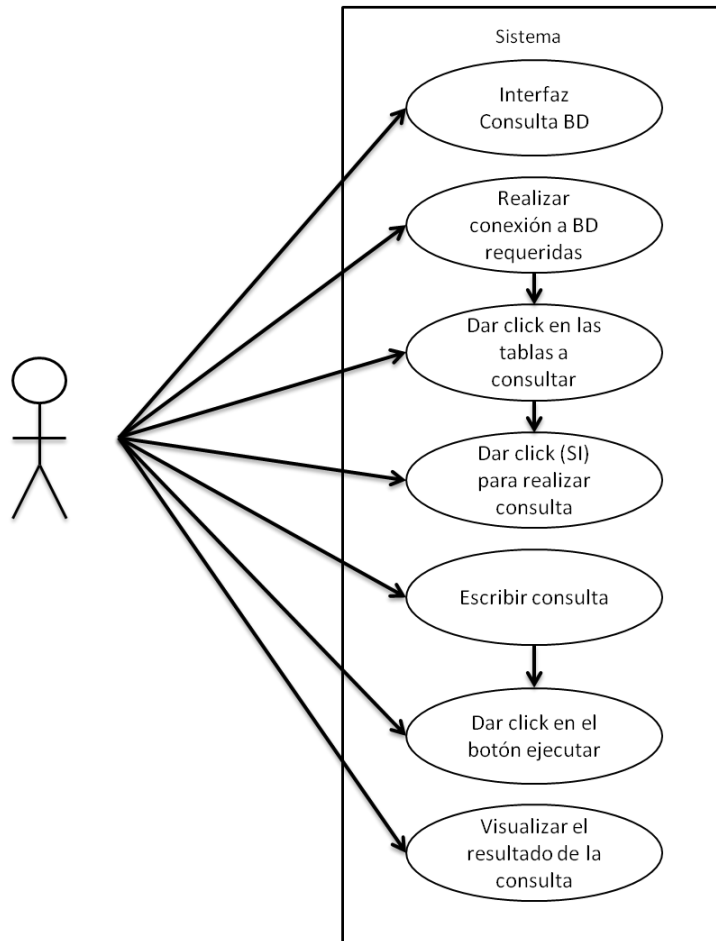 Sistema
Interfaz
Consulta BD
Realizar
conexión a BD
requeridas
Dar click en las
tablas a
consultar
Dar click (SI)
para realizar
consulta
Escribir consulta
Dar click en el
botón ejecutar
Visualizar el
resultado de la
consulta